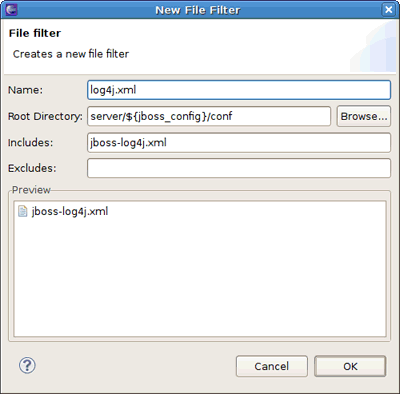 New File Filter
File filter
Creates a new file filter
Name: log4j.xml
Root Directory: server/${jboss_config}/conf Browse...
Includes: jboss-log4j.xml
Excludes:
Preview
jboss-log4j.xml
? Cancel OK